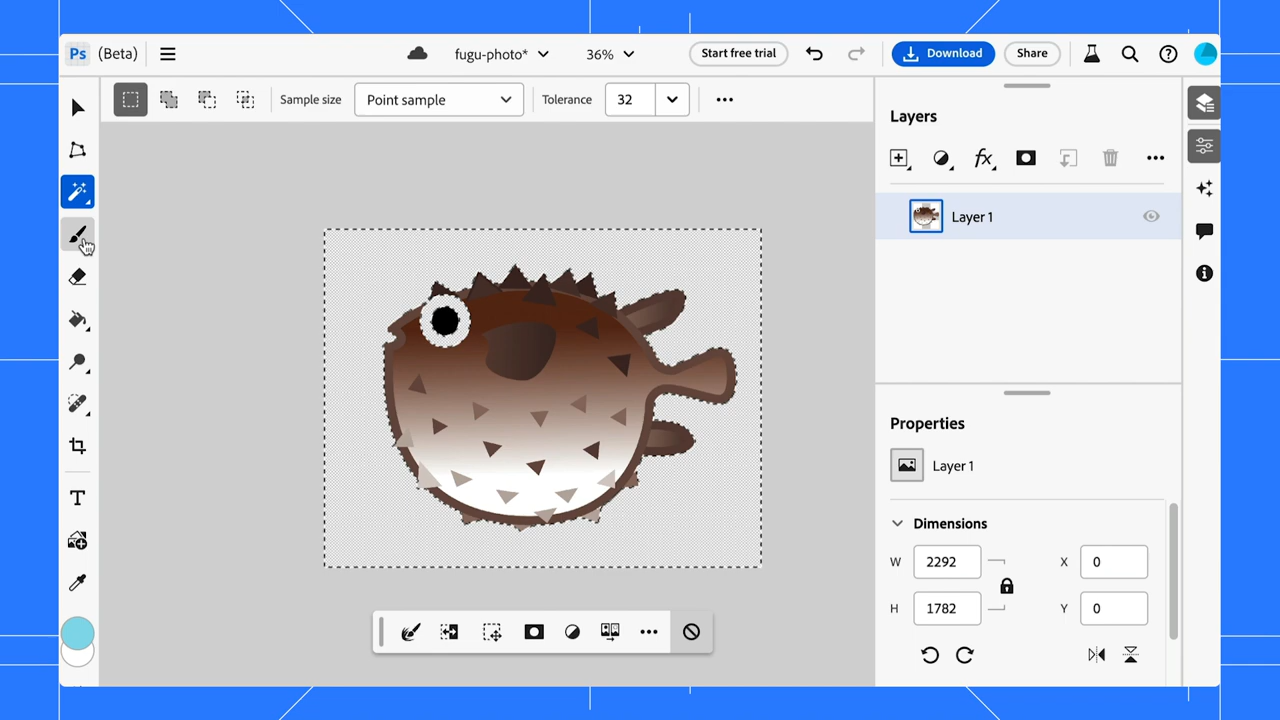 Ps (Beta) fugu-photo* 36% Start free trial Download Share
Sample size Point sample Tolerance 32
Layers
Layer 1
Properties
Layer 1
Dimensions
W 2292 X 0
H 1782 Y 0
T